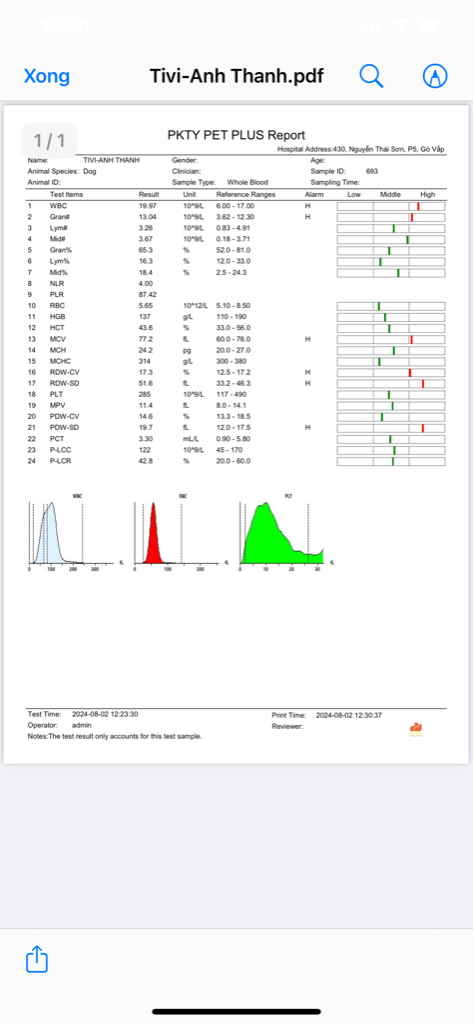 Xong Tivi-Anh Thanh.pdf
1/1
PKTY PET PLUS Report
Hospital Address:430, Nguyễn Thái Sơn, P5, Gò Vấp
Name: TIVI-ANH THANH Gender: Age:
Animal Species: Dog Clinician: Sample ID: 693
Animal ID: Sample Type: Whole Blood Sampling Time:
Test Items Result Unit Reference Ranges Alarm Low Middle High
1 WBC 19.97 10^9/L 6.00 - 17.00 H
2 Gran# 13.04 10^9/L 3.62 - 12.30 H
3 Lym# 3.26 10^9/L 0.83 - 4.91
4 Mid# 3.67 10^9/L 0.18 - 3.71
5 Gran% 65.3 % 52.0 - 81.0
6 Lym% 16.3 % 12.0 - 33.0
7 Mid% 18.4 % 2.5 - 24.3
8 NLR 4.00
9 PLR 87.42
10 RBC 5.65 10^12/L 5.10 - 8.50
11 HGB 137 g/L 110 - 190
12 HCT 43.6 % 33.0 - 56.0
13 MCV 77.2 fL 60.0 - 76.0 H
14 MCH 24.2 pg 20.0 - 27.0
15 MCHC 314 g/L 300 - 380
16 RDW-CV 17.3 % 12.5 - 17.2 H
17 RDW-SD 51.6 fL 33.2 - 46.3 H
18 PLT 285 10^9/L 117 - 490
19 MPV 11.4 fL 8.0 - 14.1
20 PDW-CV 14.6 % 13.3 - 18.5
21 PDW-SD 19.7 fL 12.0 - 17.5 H
22 PCT 3.30 mL/L 0.90 - 5.80
23 P-LCC 122 10^9/L 45 - 170
24 P-LCR 42.8 % 20.0 - 60.0
WBC RBC PLT
0 100 200 300 fL 0 200 fL 0 10 20 30 fL
Test Time: 2024-08-02 12:23:30 Print Time: 2024-08-02 12:30:37
Operator: admin Reviewer:
Notes:The test result only accounts for this test sample.